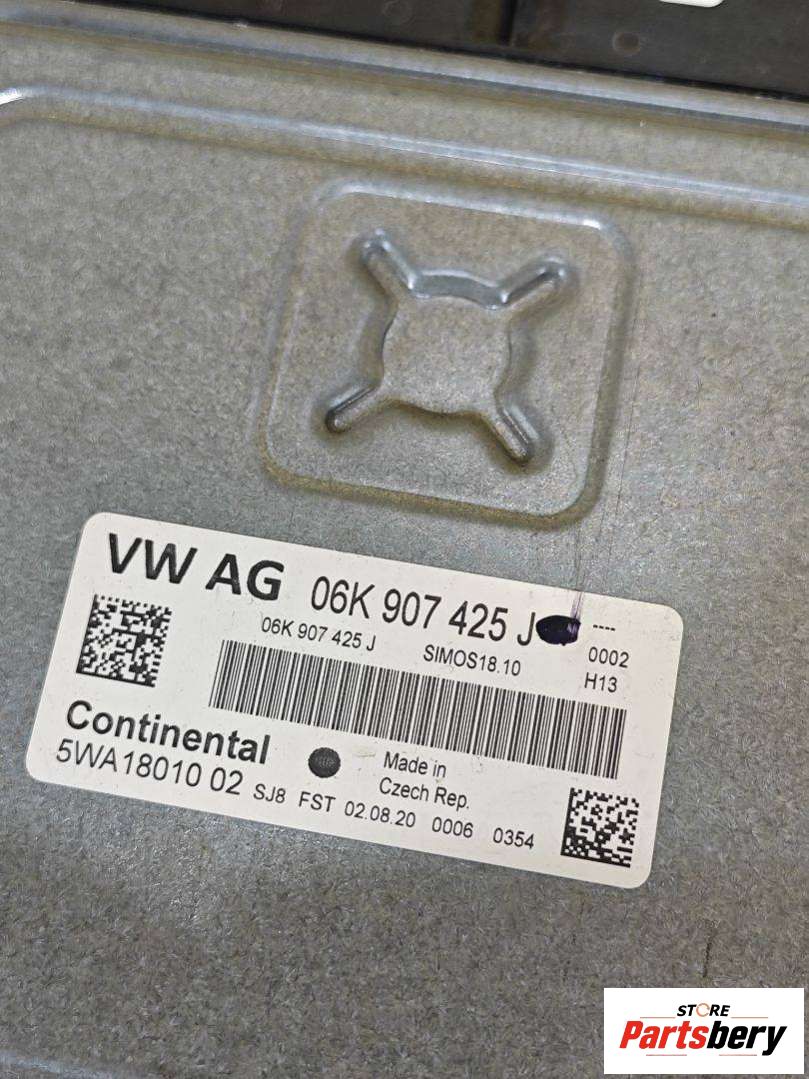 VW AG 06K 907 425 J ----
06K 907 425 J SIMOS18.10 0002
H13
Continental
5WA18010 02 SJ8 FST 02.08.20 0006 0354
Made in
Czech Rep.
STORE
Partsbery